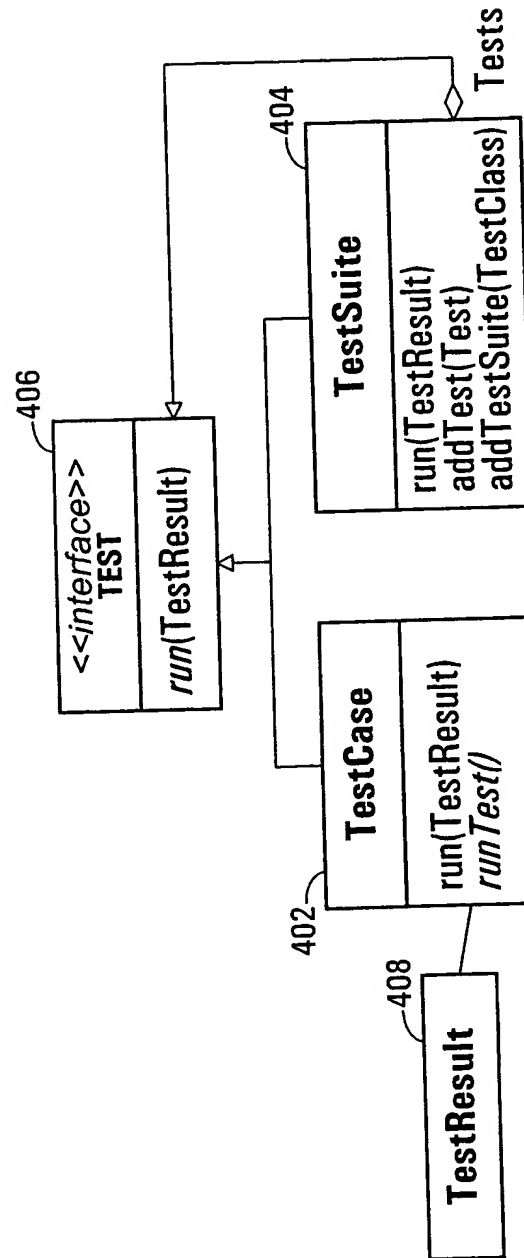 406
<<interface>>
TEST
run(TestResult)
404
TestSuite
run(TestResult)
addTest(Test)
addTestSuite(TestClass)
Tests
402
TestCase
run(TestResult)
runTest()
408
TestResult